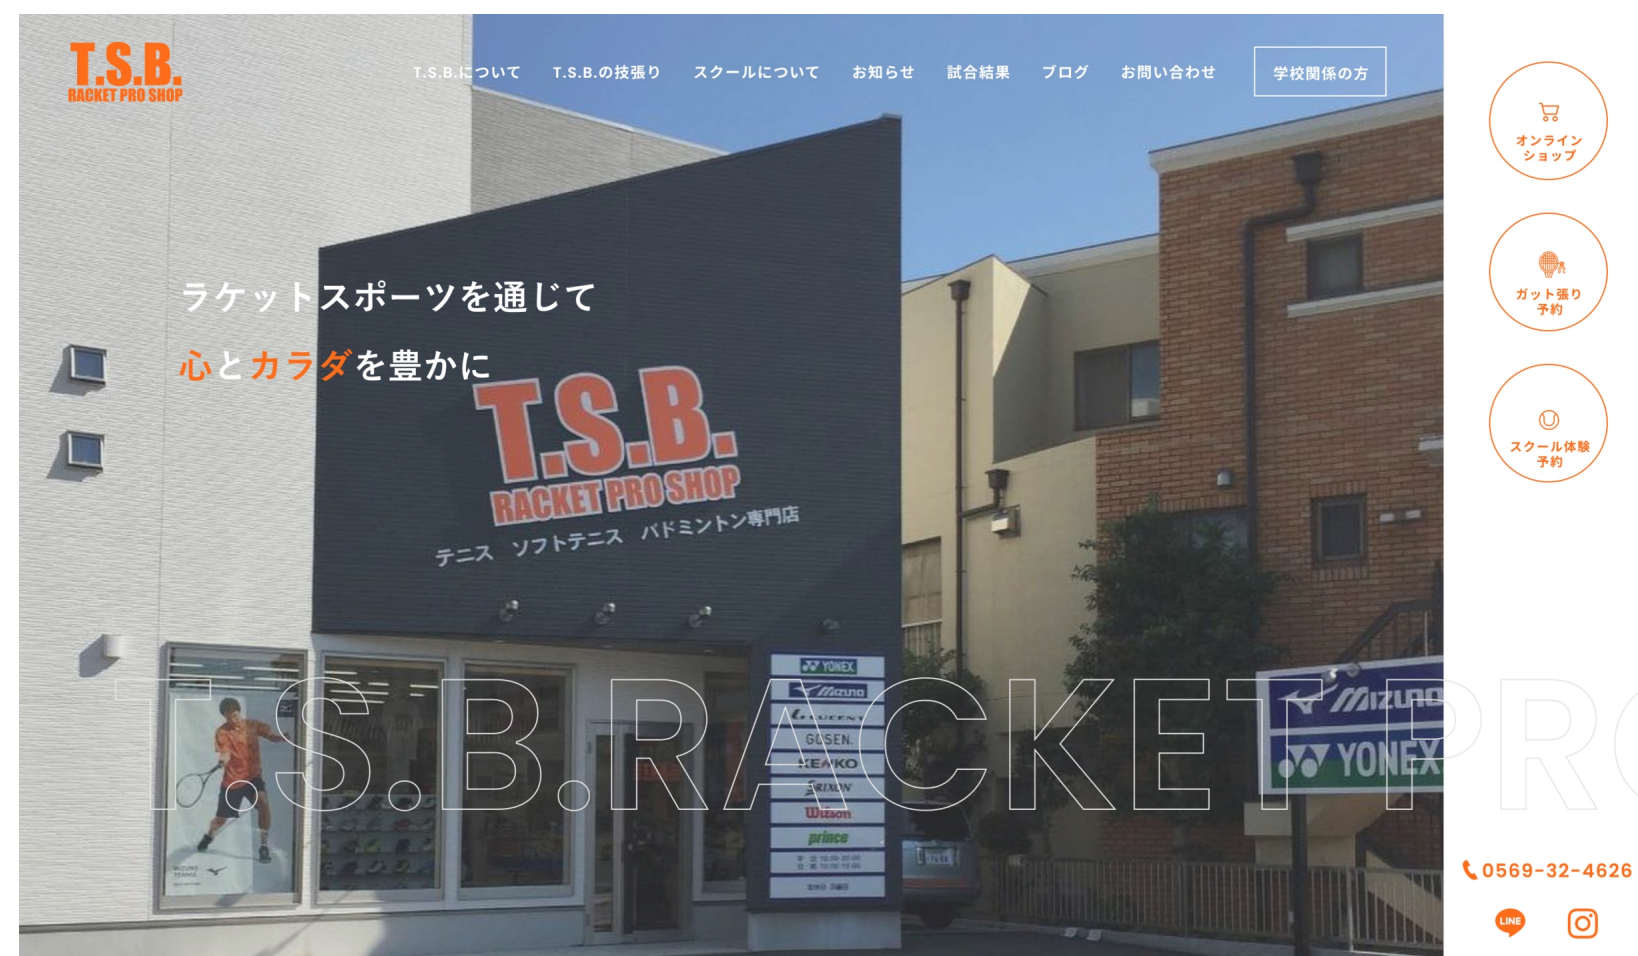 T.S.B.
RACKET PRO SHOP
T.S.B.について
T.S.B.の技張り
スクールについて
お知らせ
試合結果
ブログ
お問い合わせ
学校関係の方
オンライン
ショップ
ガット張り
予約
スクール体験
予約
ラケットスポーツを通じて
心とカラダを豊かに
T.S.B.
RACKET PRO SHOP
テニス ソフトテニス バドミントン専門店
YONEX
MIZUNO
LUCENT
GOSEN.
KENKO
SRIXON
Wilson
prince
MIZUNO
YONEX
T.S.B.RACKET PRO
MIZUNO
TENNIS
0569-32-4626
LINE